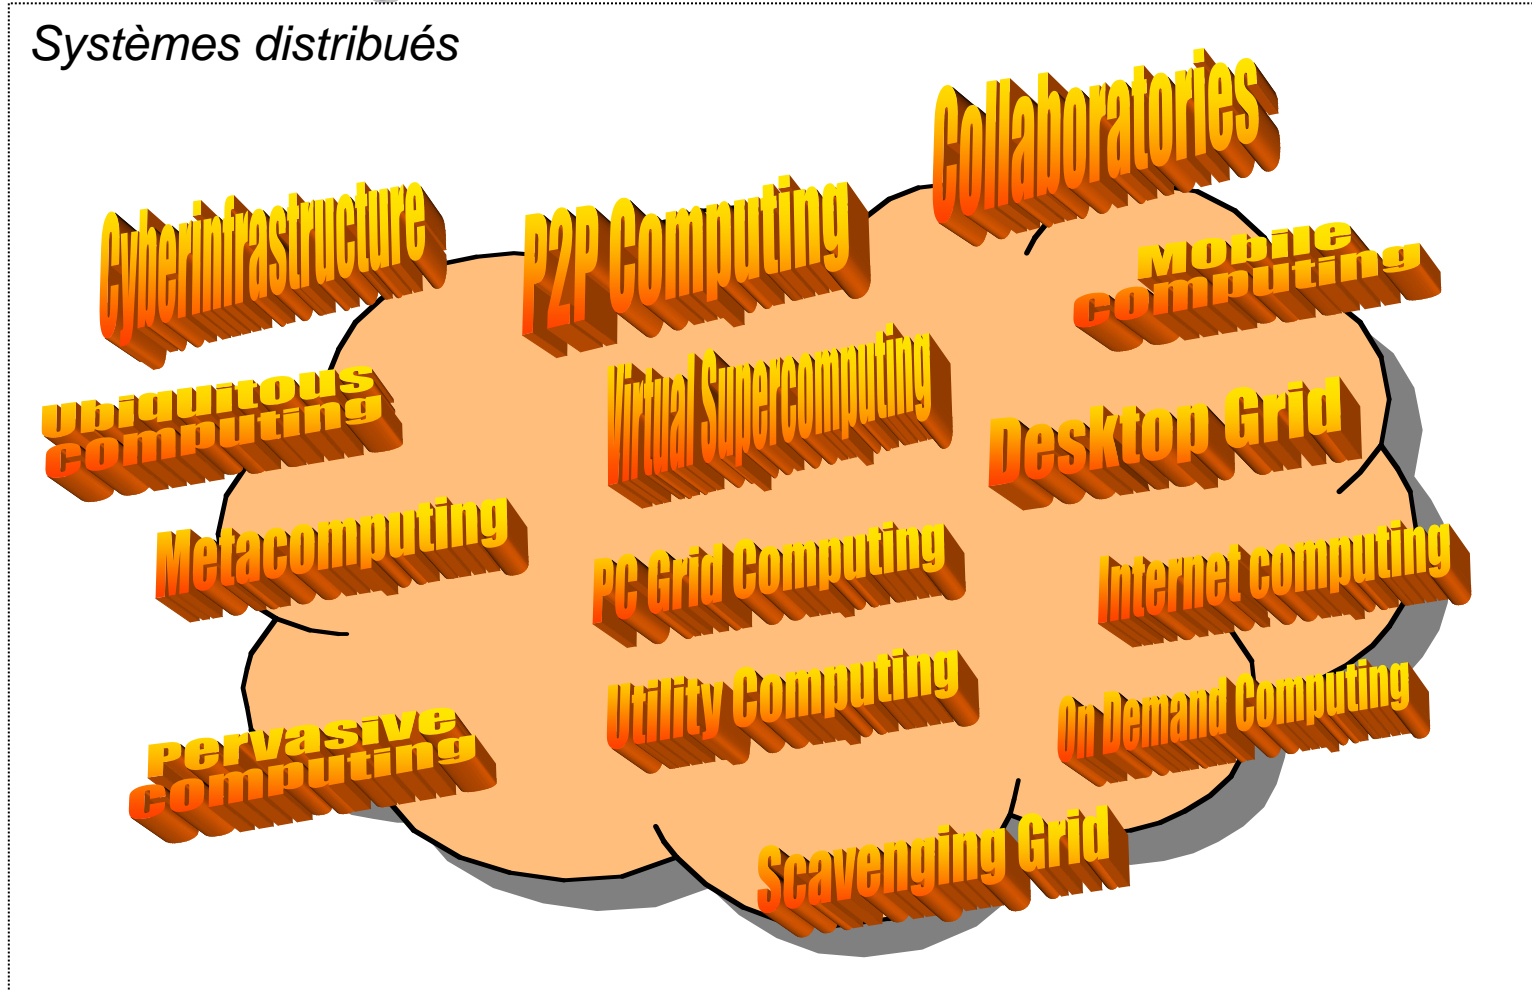 Systèmes distribués
Collaboratories
Cyberinfrastructure
P2P Computing
Mobile
computing
Ubiquitous
computing
Virtual Supercomputing
Desktop Grid
Metacomputing
PC Grid Computing
Internet computing
Utility Computing
On Demand Computing
Pervasive
computing
Scavenging Grid